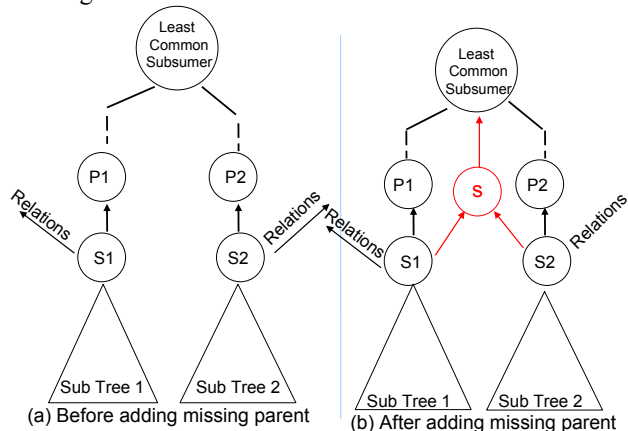 Least
Common
Subsumer
P1
P2
Relations
S1
S2
Relations
Sub Tree 1
Sub Tree 2
(a) Before adding missing parent
Least
Common
Subsumer
P1
S
P2
Relations
S1
S2
Relations
Sub Tree 1
Sub Tree 2
(b) After adding missing parent